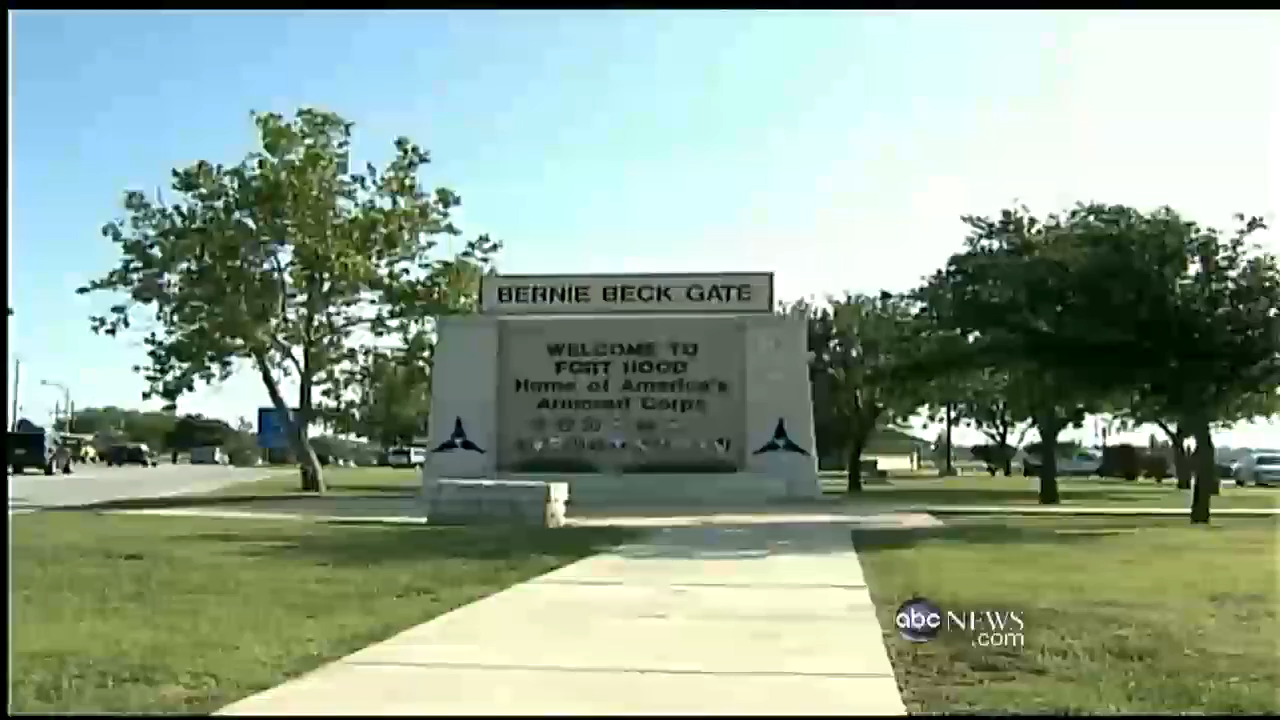 BERNIE BECK GATE
WELCOME TO
FORT HOOD
Home of America's
Armored Corps
abc NEWS
.com